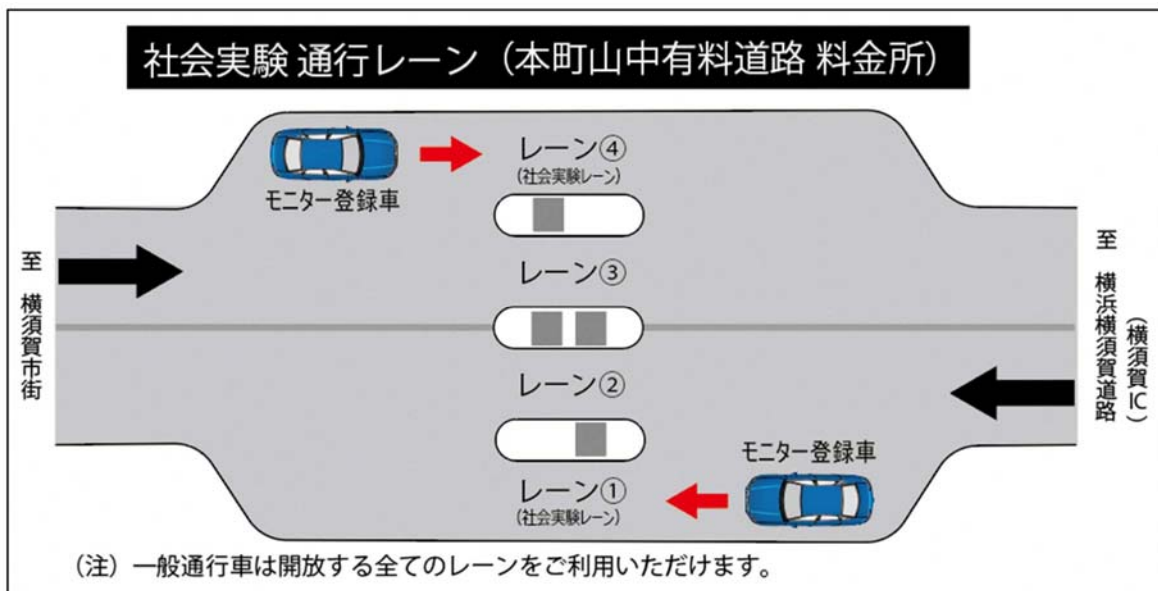 社会実験 通行レーン（本町山中有料道路 料金所）
レーン④
(社会実験レーン)
モニター登録車
至 横須賀市街
レーン③
至 横浜横須賀道路
（横須賀IC）
レーン②
モニター登録車
レーン①
(社会実験レーン)
（注）一般通行車は開放する全てのレーンをご利用いただけます。